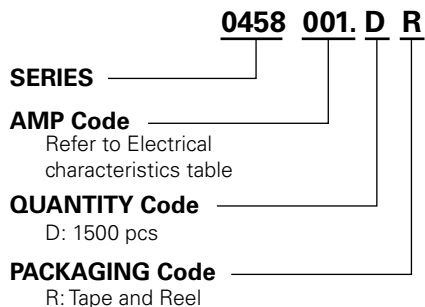 0458 001. D R
SERIES
AMP Code
Refer to Electrical
characteristics table
QUANTITY Code
D: 1500 pcs
PACKAGING Code
R: Tape and Reel